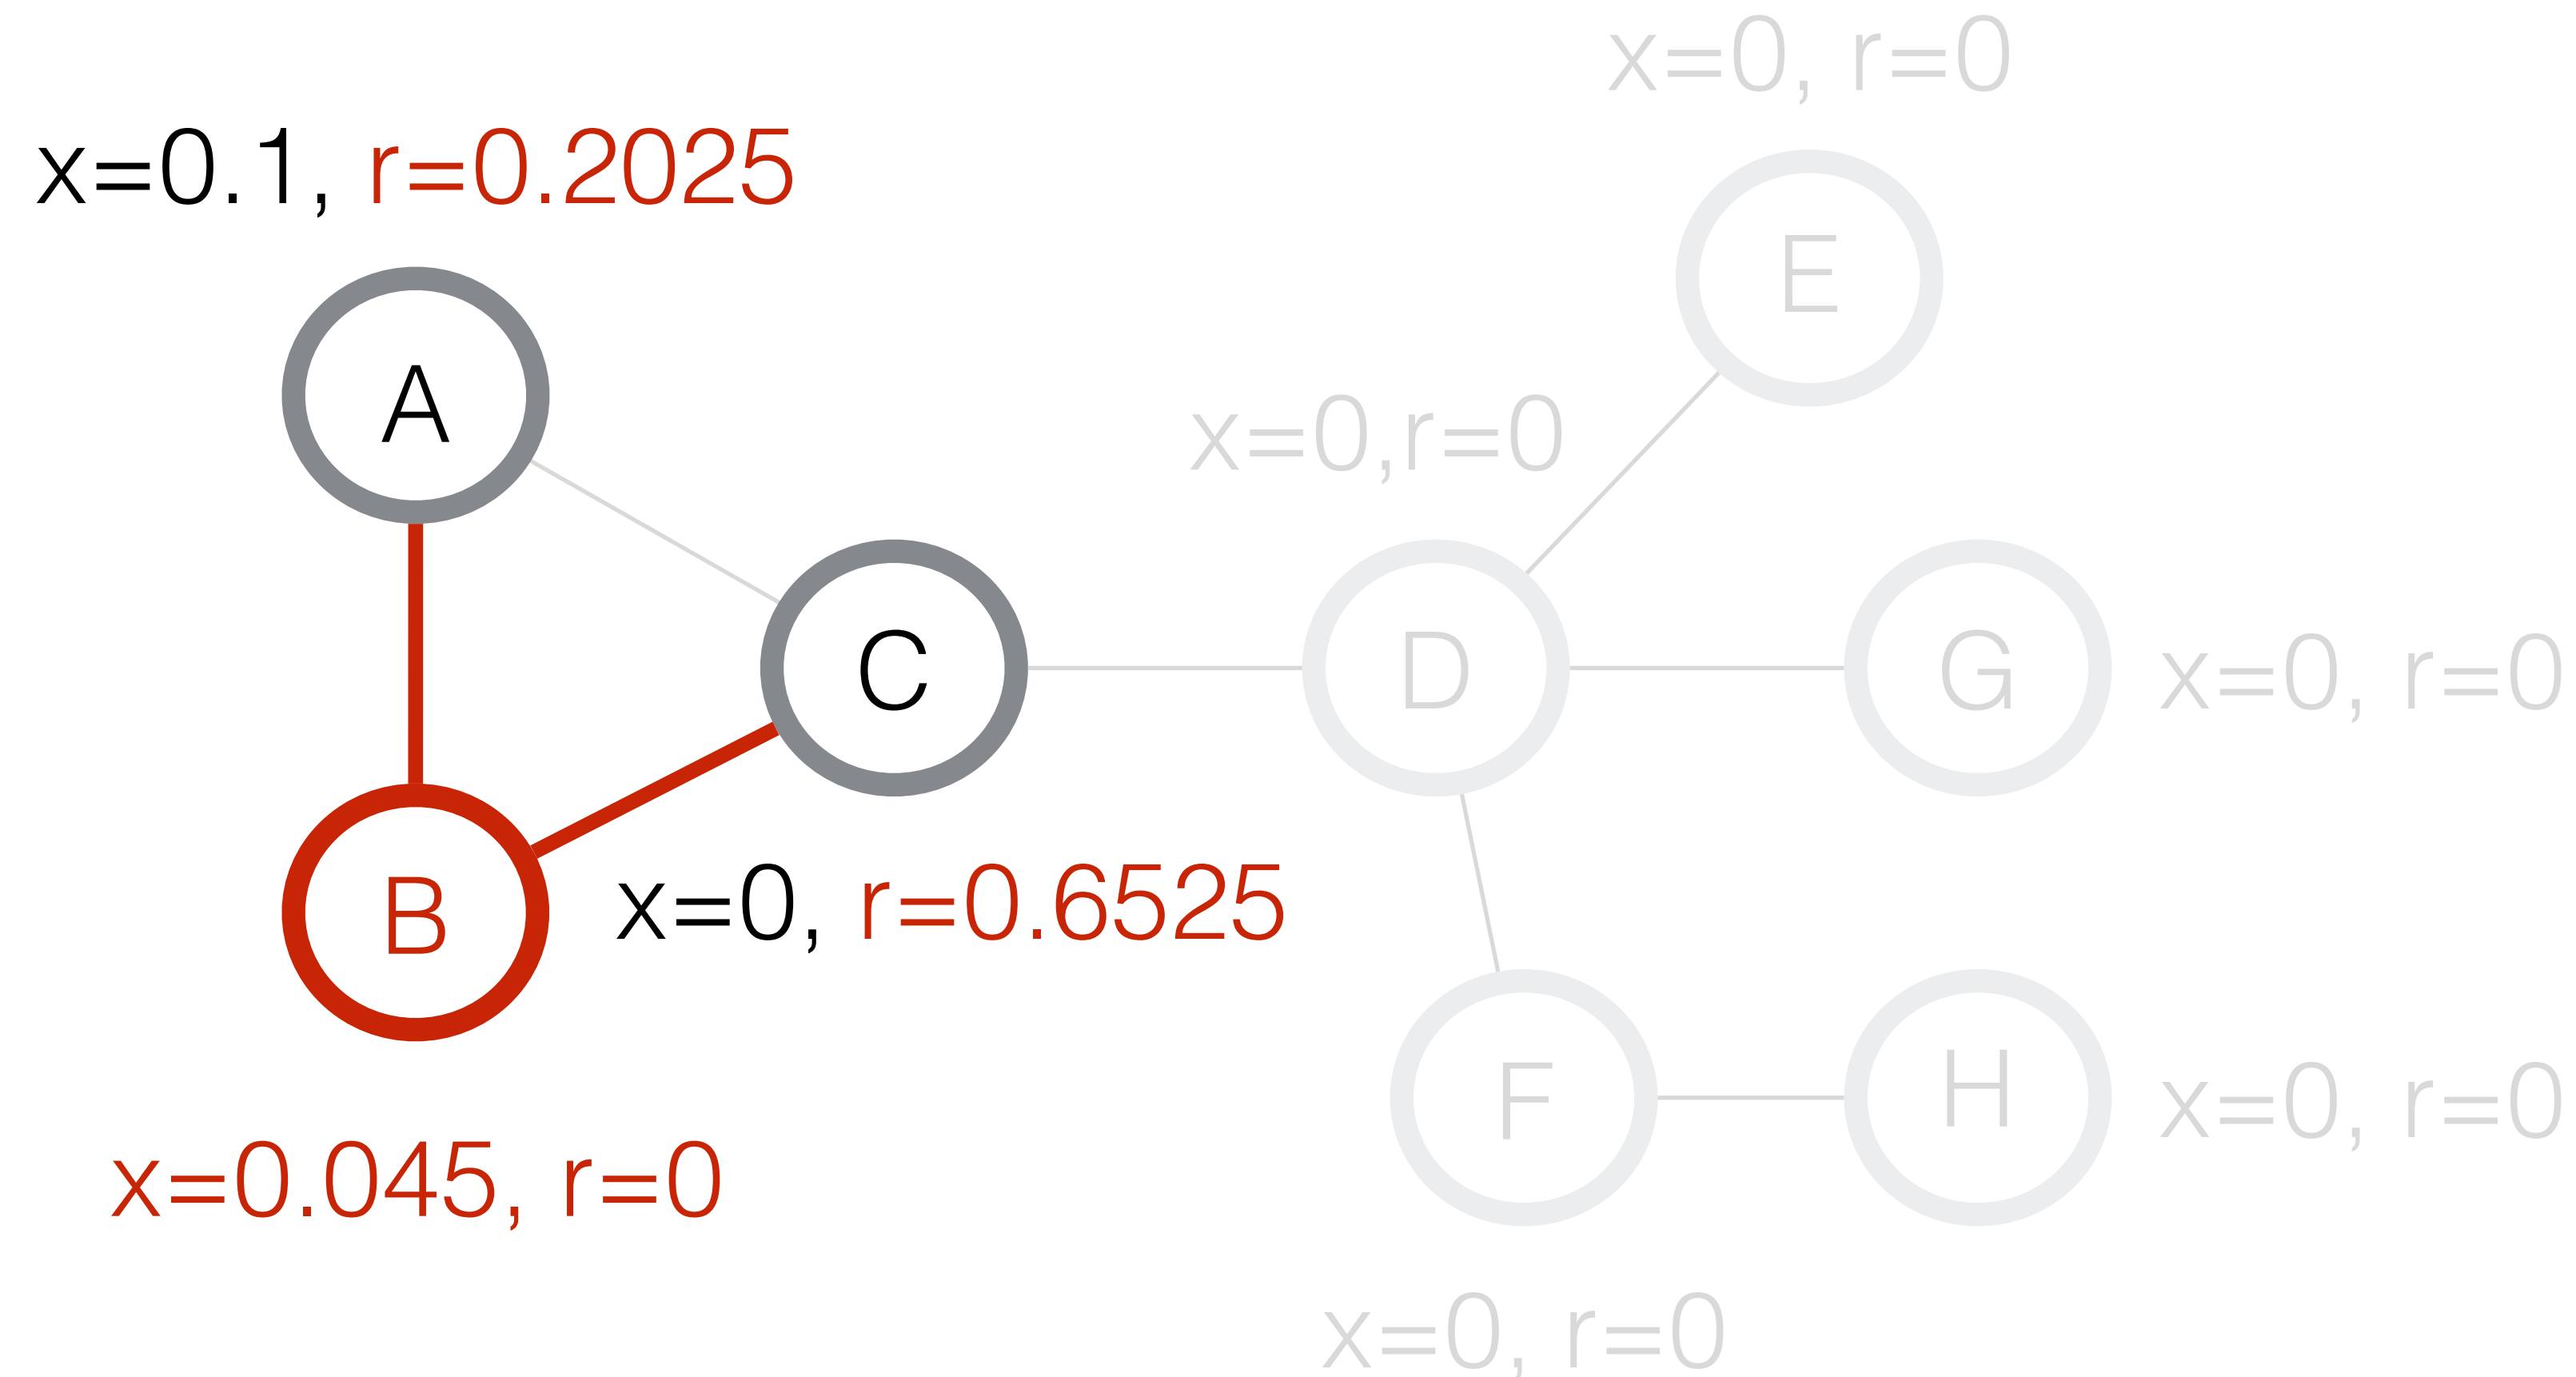 x=0, r=0
x=0.1, r=0.2025
E
A
x=0,r=0
C
D
G
x=0, r=0
B
x=0, r=0.6525
F
H
x=0, r=0
x=0.045, r=0
x=0, r=0